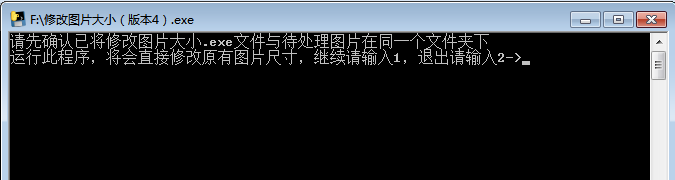 F:\修改图片大小（版本4）.exe
请先确认已将修改图片大小.exe文件与待处理图片在同一个文件夹下
运行此程序，将会直接修改原有图片尺寸，继续请输入1，退出请输入2->